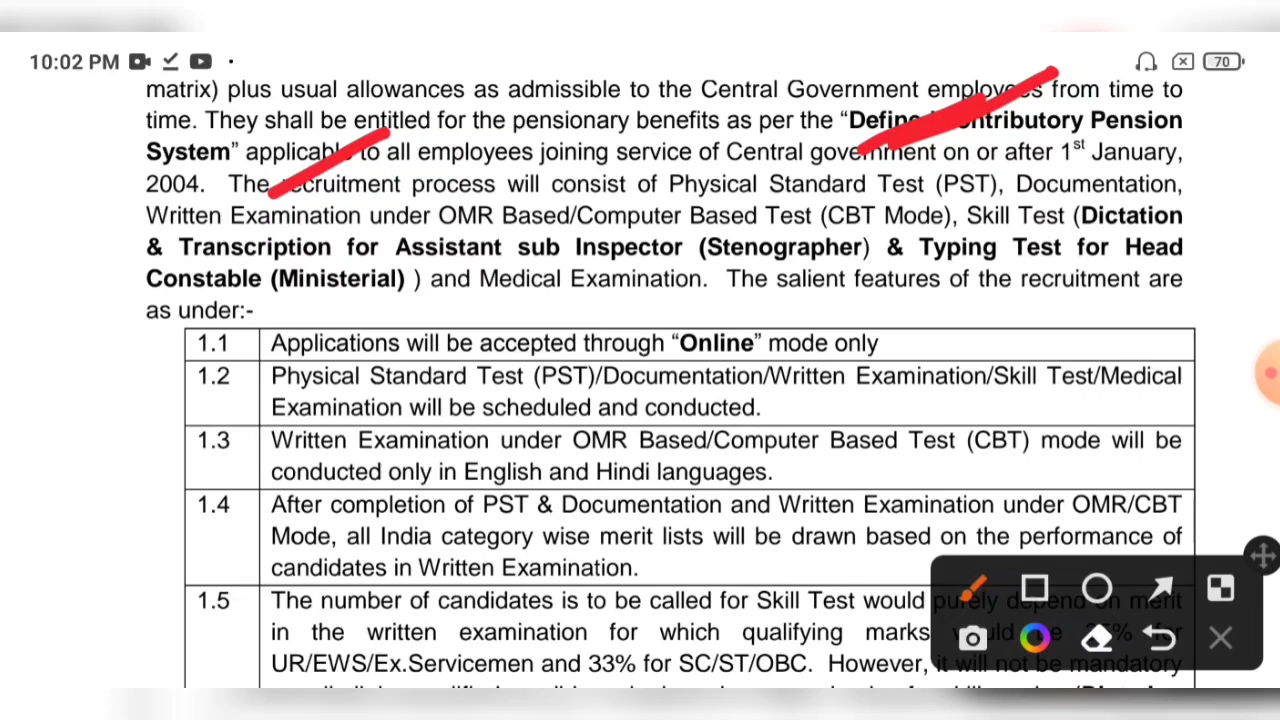 10:02 PM
70
matrix) plus usual allowances as admissible to the Central Government employees from time to
time. They shall be entitled for the pensionary benefits as per the “Define Contributory Pension
System” applicable to all employees joining service of Central government on or after 1st January,
2004. The recruitment process will consist of Physical Standard Test (PST), Documentation,
Written Examination under OMR Based/Computer Based Test (CBT Mode), Skill Test (Dictation
& Transcription for Assistant sub Inspector (Stenographer) & Typing Test for Head
Constable (Ministerial) ) and Medical Examination. The salient features of the recruitment are
as under:-
1.1 Applications will be accepted through “Online” mode only
1.2 Physical Standard Test (PST)/Documentation/Written Examination/Skill Test/Medical
Examination will be scheduled and conducted.
1.3 Written Examination under OMR Based/Computer Based Test (CBT) mode will be
conducted only in English and Hindi languages.
1.4 After completion of PST & Documentation and Written Examination under OMR/CBT
Mode, all India category wise merit lists will be drawn based on the performance of
candidates in Written Examination.
1.5 The number of candidates is to be called for Skill Test would purely depend on merit
in the written examination for which qualifying marks would be for
UR/EWS/Ex.Servicemen and 33% for SC/ST/OBC. However, it will not be mandatory